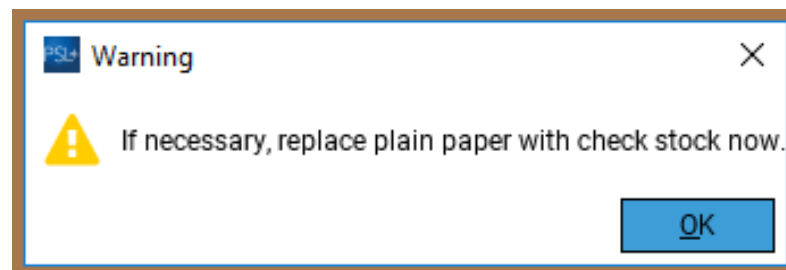 PSL+ Warning
If necessary, replace plain paper with check stock now.
OK